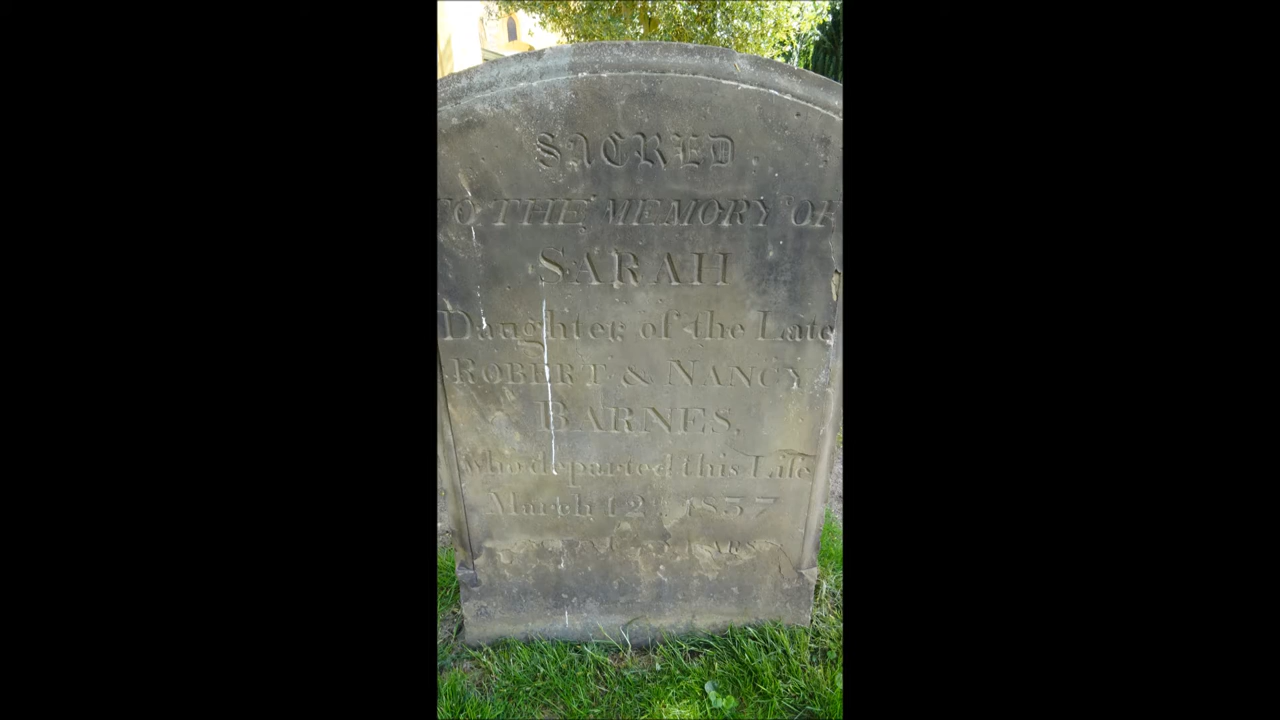 SACRED
TO THE MEMORY OF
SARAH
Daughter of the Late
ROBERT & NANCY
BARNES,
who departed this Life
March 12th 1837